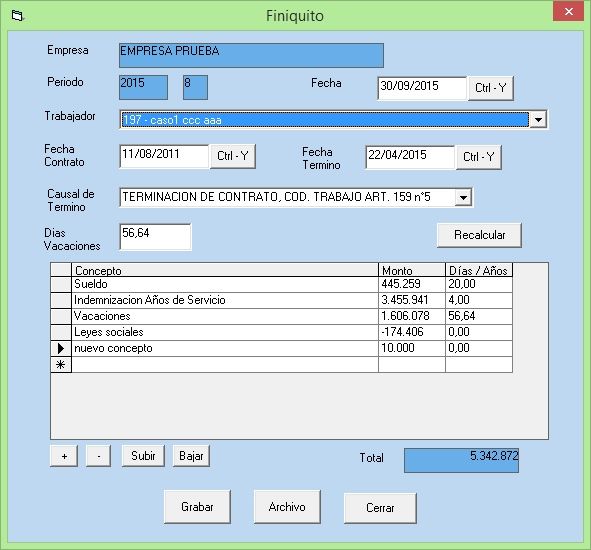 Finiquito
Empresa EMPRESA PRUEBA
Periodo 2015 8 Fecha 30/09/2015 Ctrl - Y
Trabajador 197 - caso1 ccc aaa
Fecha Contrato 11/08/2011 Ctrl - Y Fecha Termino 22/04/2015 Ctrl - Y
Causal de Termino TERMINACION DE CONTRATO, COD. TRABAJO ART. 159 n°5
Dias Vacaciones 56,64 Recalcular
Concepto Monto Días / Años
Sueldo 445.259 20,00
Indemnizacion Años de Servicio 3.455.941 4,00
Vacaciones 1.606.078 56,64
Leyes sociales -174.406 0,00
nuevo concepto 10.000 0,00
+ - Subir Bajar Total 5.342.872
Grabar Archivo Cerrar